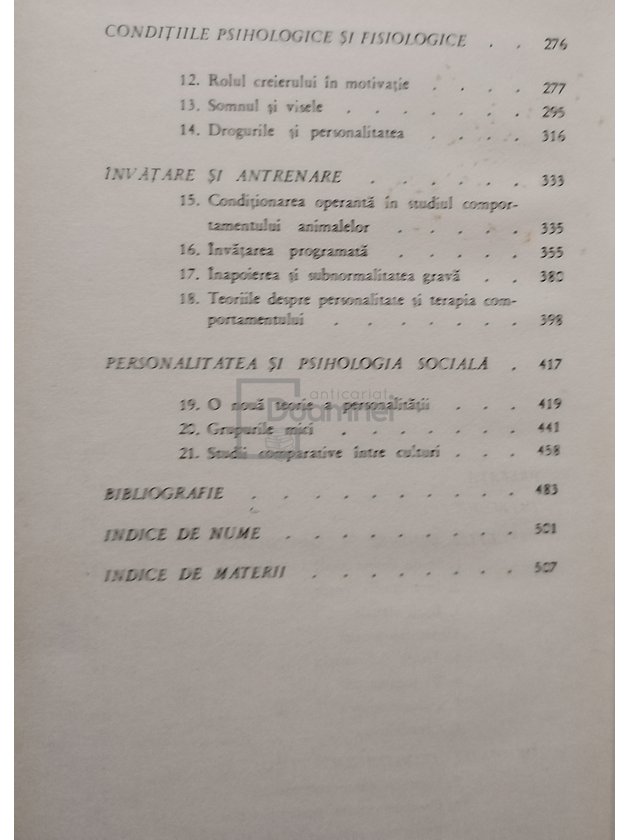 CONDIȚIILE PSIHOLOGICE ȘI FISIOLOGICE . . 276
12. Rolul creierului în motivație . . . . 277
13. Somnul și visele . . . . . . . 295
14. Drogurile și personalitatea . . . . 316
ÎNVĂȚARE ȘI ANTRENARE . . . . . . 333
15. Condiționarea operantă în studiul compor-
tamentului animalelor . . . . . 335
16. Învățarea programată . . . . . 355
17. Inapoierea și subnormalitatea gravă . . 380
18. Teoriile despre personalitate și terapia com-
portamentului . . . . . . . 398
PERSONALITATEA ȘI PSIHOLOGIA SOCIALĂ . 417
anticariat
Doamnei
19. O nouă teorie a personalității . . . 419
20. Grupurile mici . . . . . . . 441
21. Studii comparative între culturi . . . 458
BIBLIOGRAFIE . . . . . . . . . 483
INDICE DE NUME . . . . . . . . 501
INDICE DE MATERII . . . . . . . 507